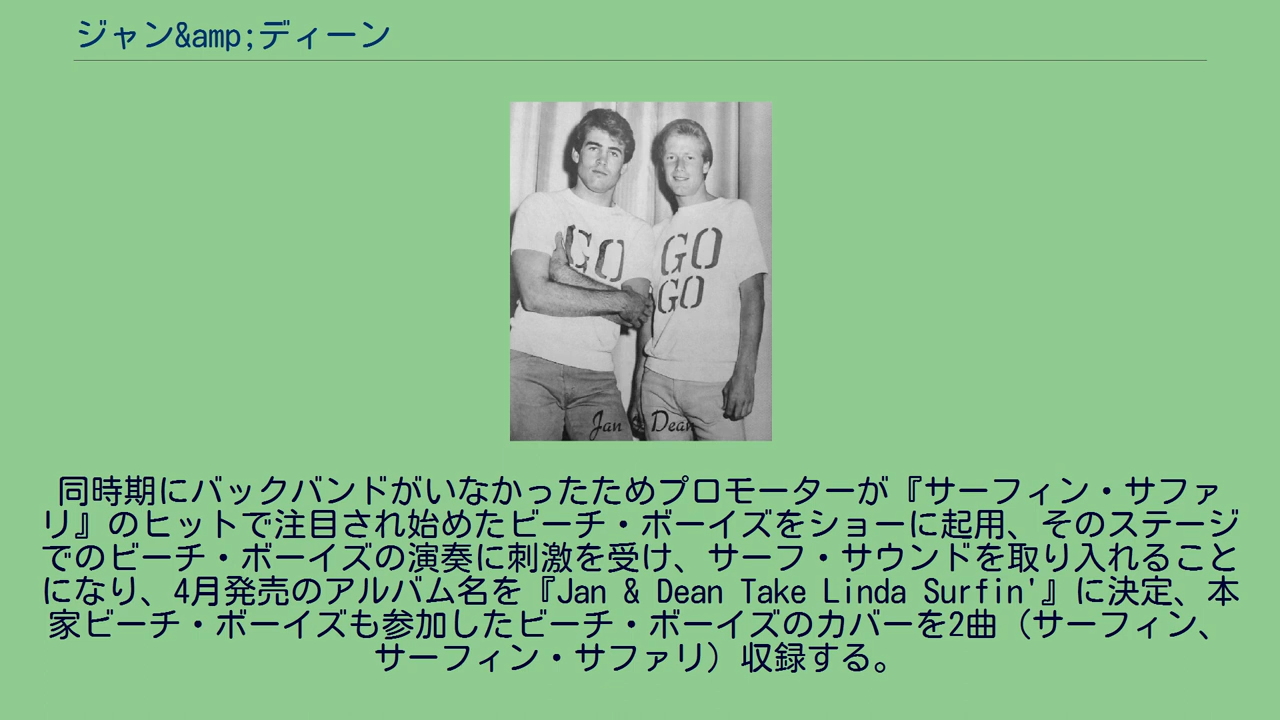 ジャン&amp;ディーン
GO
GO
GO
Jan & Dean
同時期にバックバンドがいなかったためプロモーターが『サーフィン・サファ
リ』のヒットで注目され始めたビーチ・ボーイズをショーに起用、そのステージ
でのビーチ・ボーイズの演奏に刺激を受け、サーフ・サウンドを取り入れること
になり、4月発売のアルバム名を『Jan & Dean Take Linda Surfin'』に決定、本
家ビーチ・ボーイズも参加したビーチ・ボーイズのカバーを2曲（サーフィン、
サーフィン・サファリ）収録する。